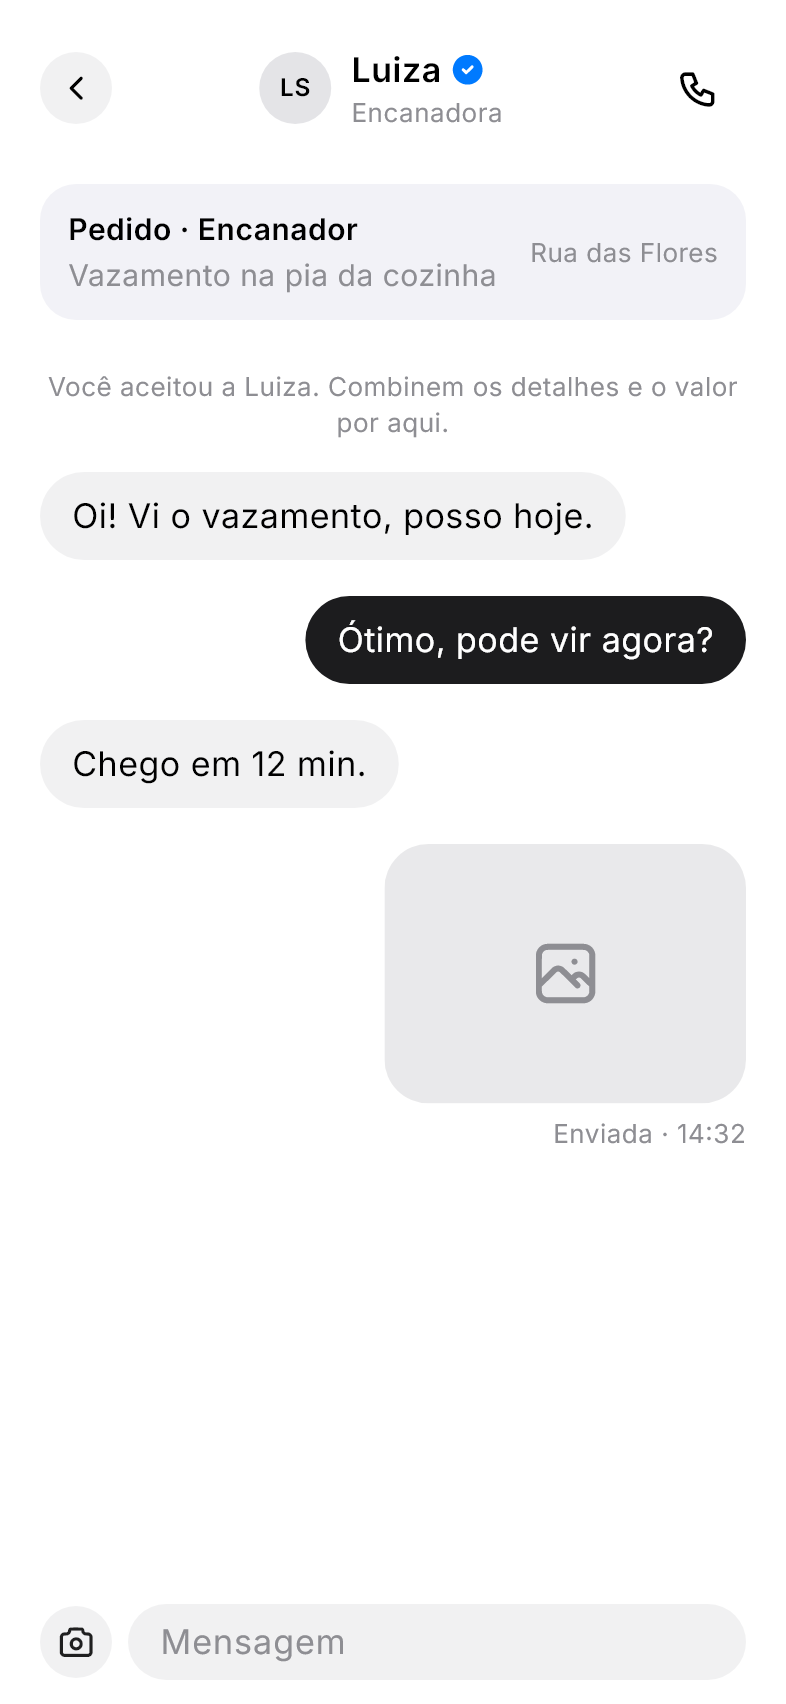 LS
Luiza
Encanadora
Pedido · Encanador
Vazamento na pia da cozinha
Rua das Flores
Você aceitou a Luiza. Combinem os detalhes e o valor
por aqui.
Oi! Vi o vazamento, posso hoje.
Ótimo, pode vir agora?
Chego em 12 min.
Enviada · 14:32
Mensagem